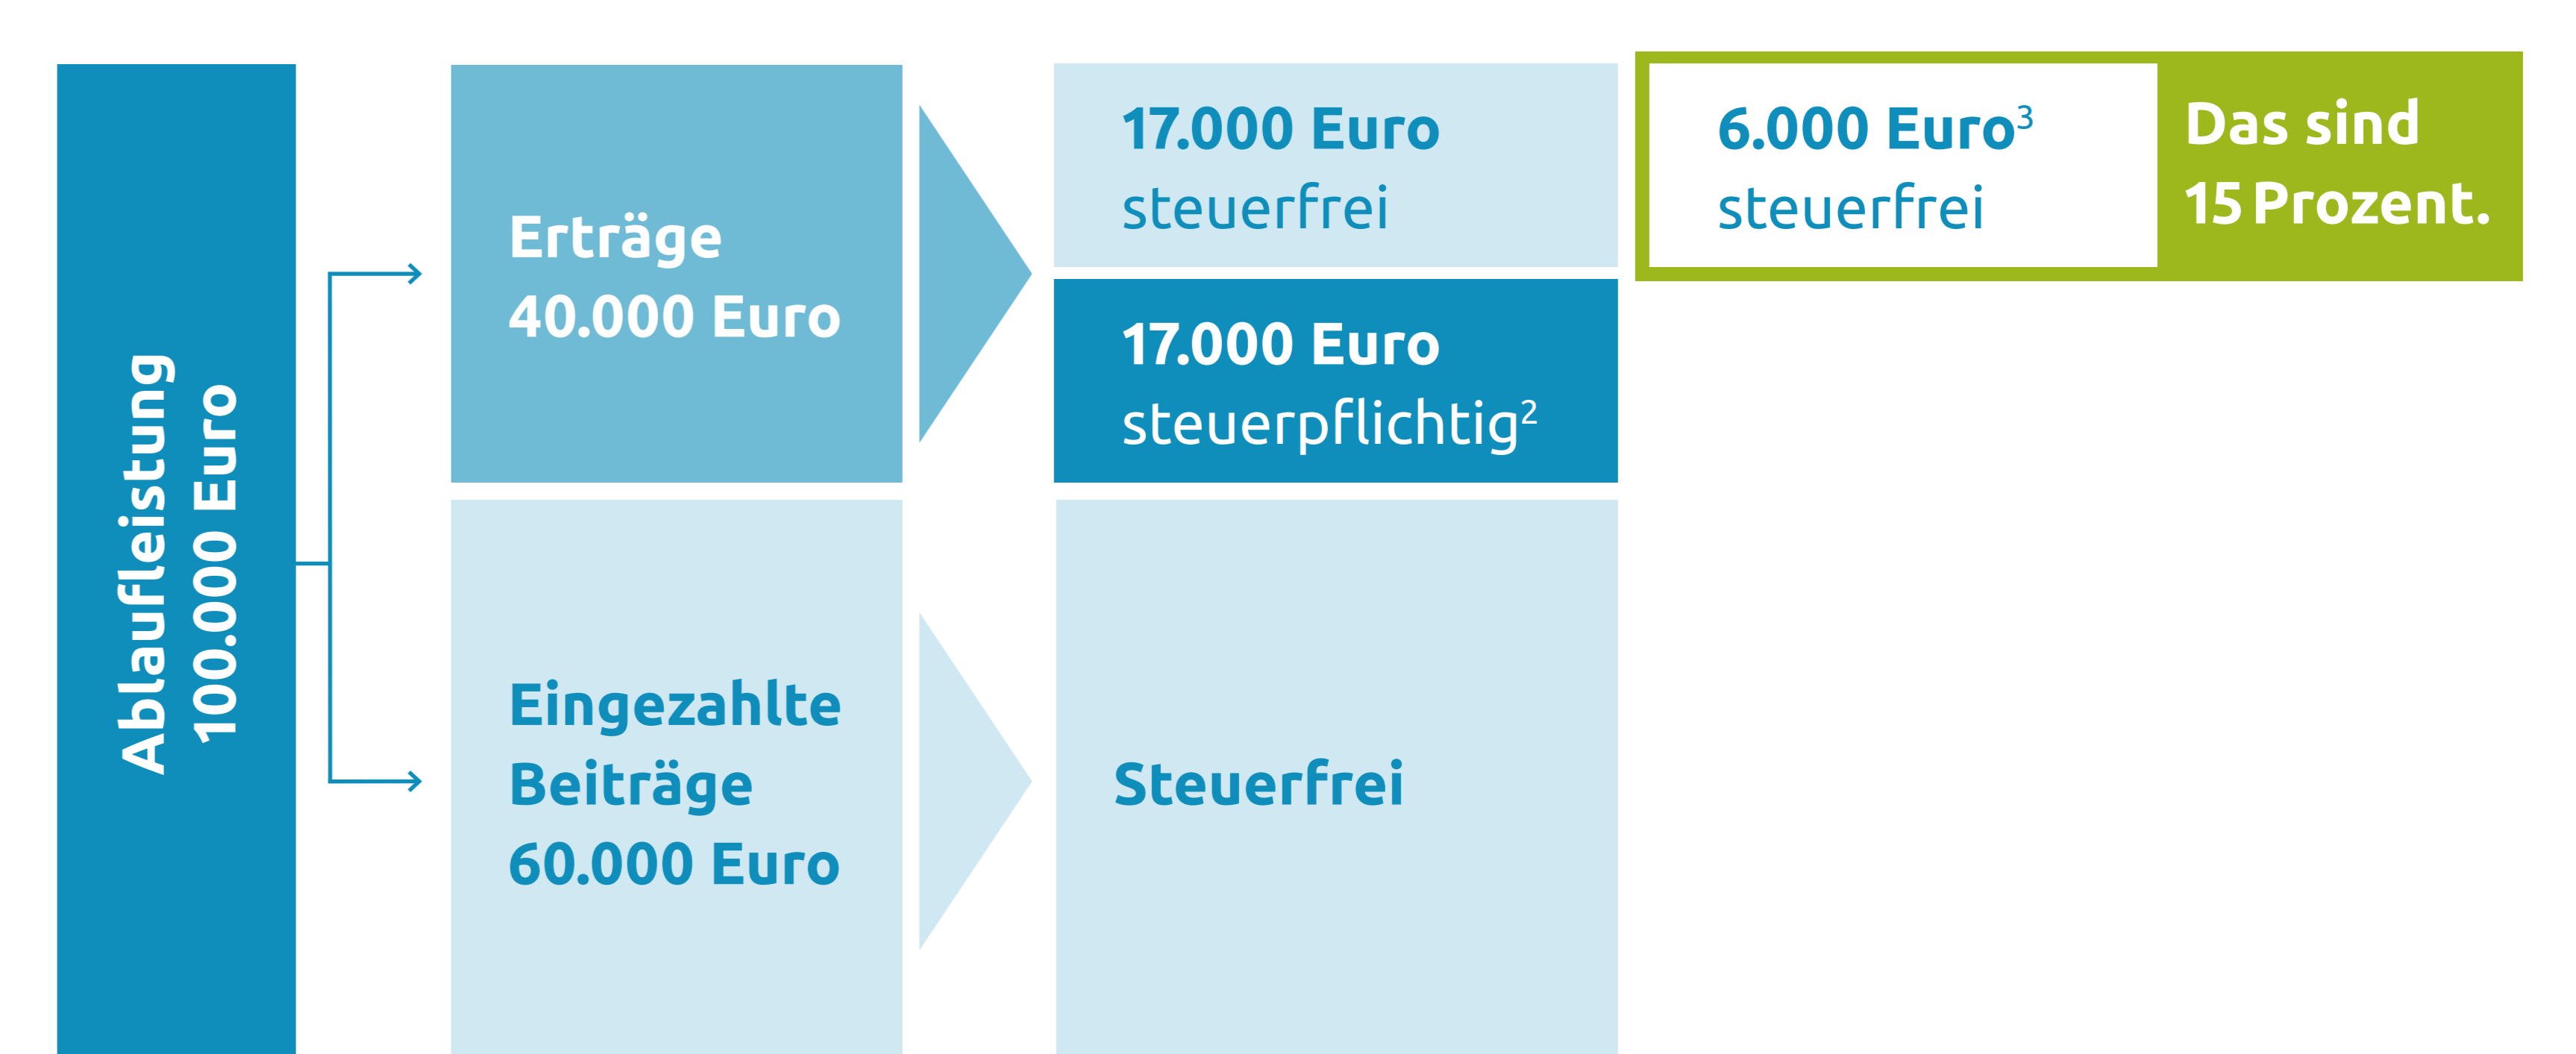 Ablaufleistung
100.000 Euro
Erträge
40.000 Euro
17.000 Euro
steuerfrei
6.000 Euro³
steuerfrei
Das sind
15 Prozent.
17.000 Euro
steuerpflichtig²
Eingezahlte
Beiträge
60.000 Euro
Steuerfrei